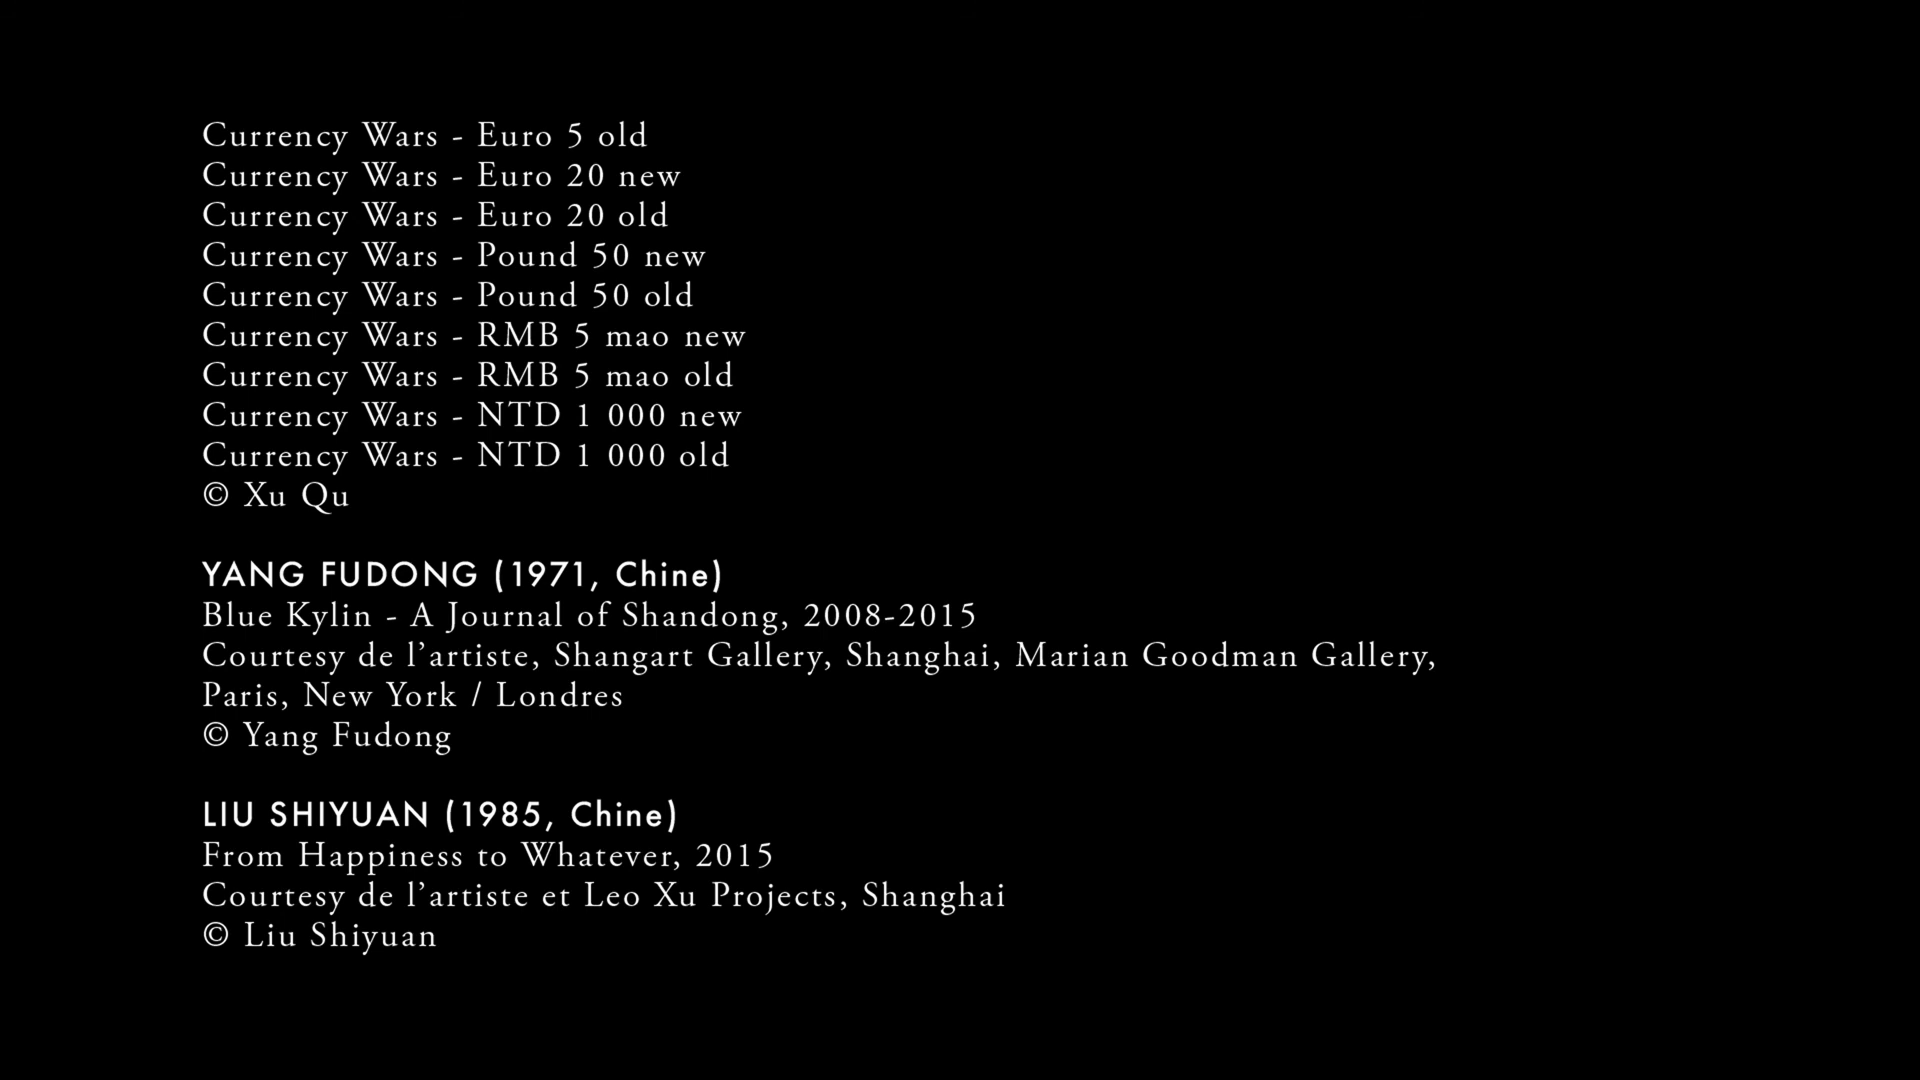 Currency Wars - Euro 5 old
Currency Wars - Euro 20 new
Currency Wars - Euro 20 old
Currency Wars - Pound 50 new
Currency Wars - Pound 50 old
Currency Wars - RMB 5 mao new
Currency Wars - RMB 5 mao old
Currency Wars - NTD 1 000 new
Currency Wars - NTD 1 000 old
© Xu Qu
YANG FUDONG (1971, Chine)
Blue Kylin - A Journal of Shandong, 2008-2015
Courtesy de l’artiste, Shangart Gallery, Shanghai, Marian Goodman Gallery,
Paris, New York / Londres
© Yang Fudong
LIU SHIYUAN (1985, Chine)
From Happiness to Whatever, 2015
Courtesy de l’artiste et Leo Xu Projects, Shanghai
© Liu Shiyuan